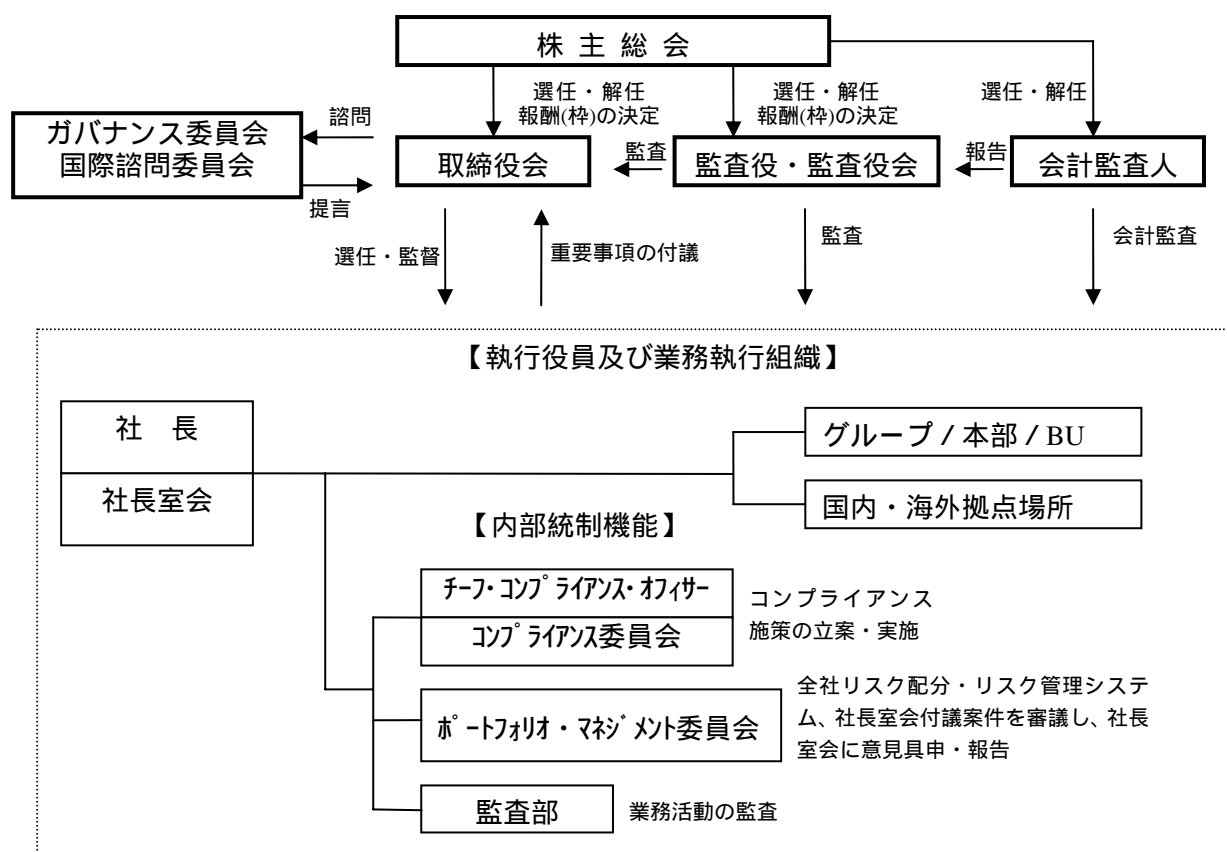 株 主 総 会
選任・解任
報酬(枠)の決定
選任・解任
報酬(枠)の決定
選任・解任
諮問
ガバナンス委員会
国際諮問委員会
提言
取締役会
監査
監査役・監査役会
報告
会計監査人
選任・監督
重要事項の付議
監査
会計監査
【執行役員及び業務執行組織】
社 長
社長室会
グループ / 本部 / BU
国内・海外拠点場所
【内部統制機能】
ﾁｰﾌ・ｺﾝﾌﾟﾗｲｱﾝｽ・ｵﾌｨｻｰ
ｺﾝﾌﾟﾗｲｱﾝｽ委員会
コンプライアンス
施策の立案・実施
ﾎﾟｰﾄﾌｫﾘｵ・ﾏﾈｼﾞﾒﾝﾄ委員会
全社リスク配分・リスク管理システ
ム、社長室会付議案件を審議し、社長
室会に意見具申・報告
監査部
業務活動の監査